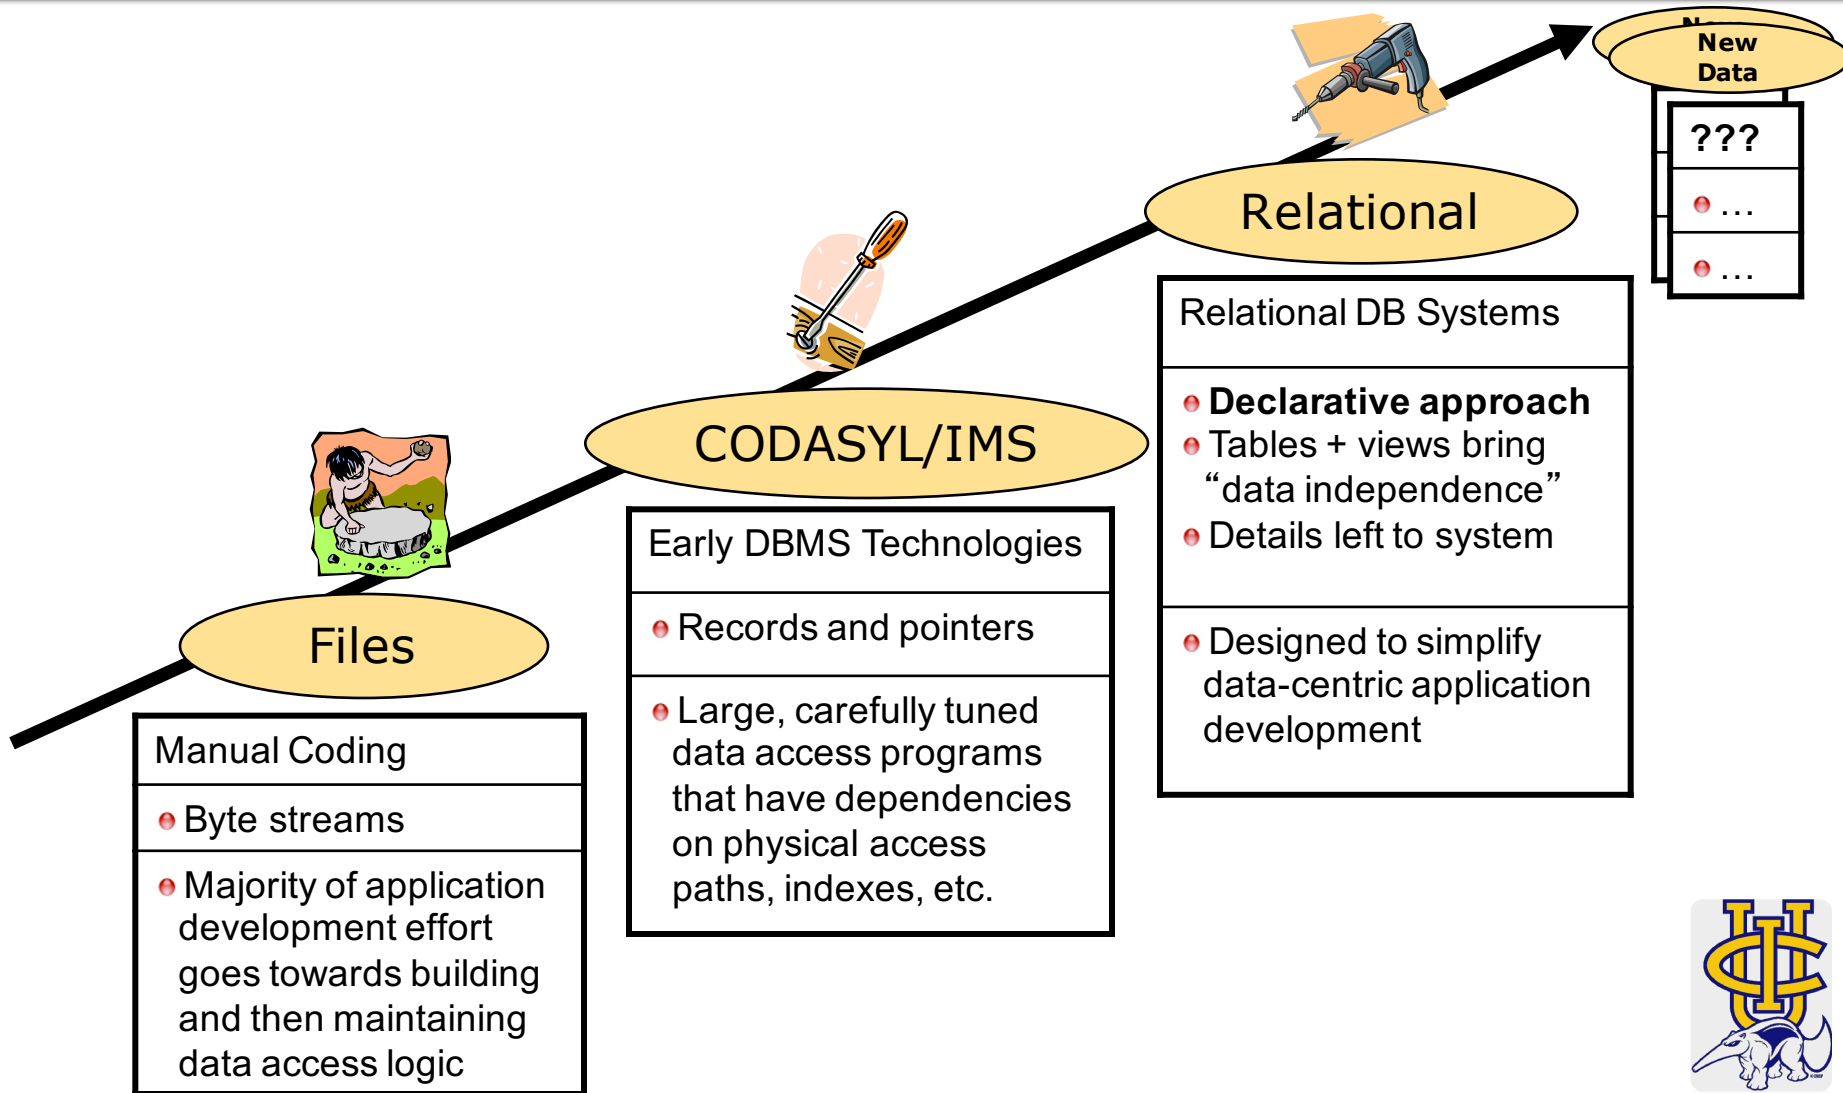 New
Data
???
...
...
Relational
Relational DB Systems
Declarative approach
Tables + views bring
“data independence”
Details left to system
Designed to simplify
data-centric application
development
CODASYL/IMS
Early DBMS Technologies
Records and pointers
Large, carefully tuned
data access programs
that have dependencies
on physical access
paths, indexes, etc.
Files
Manual Coding
Byte streams
Majority of application
development effort
goes towards building
and then maintaining
data access logic
UCI